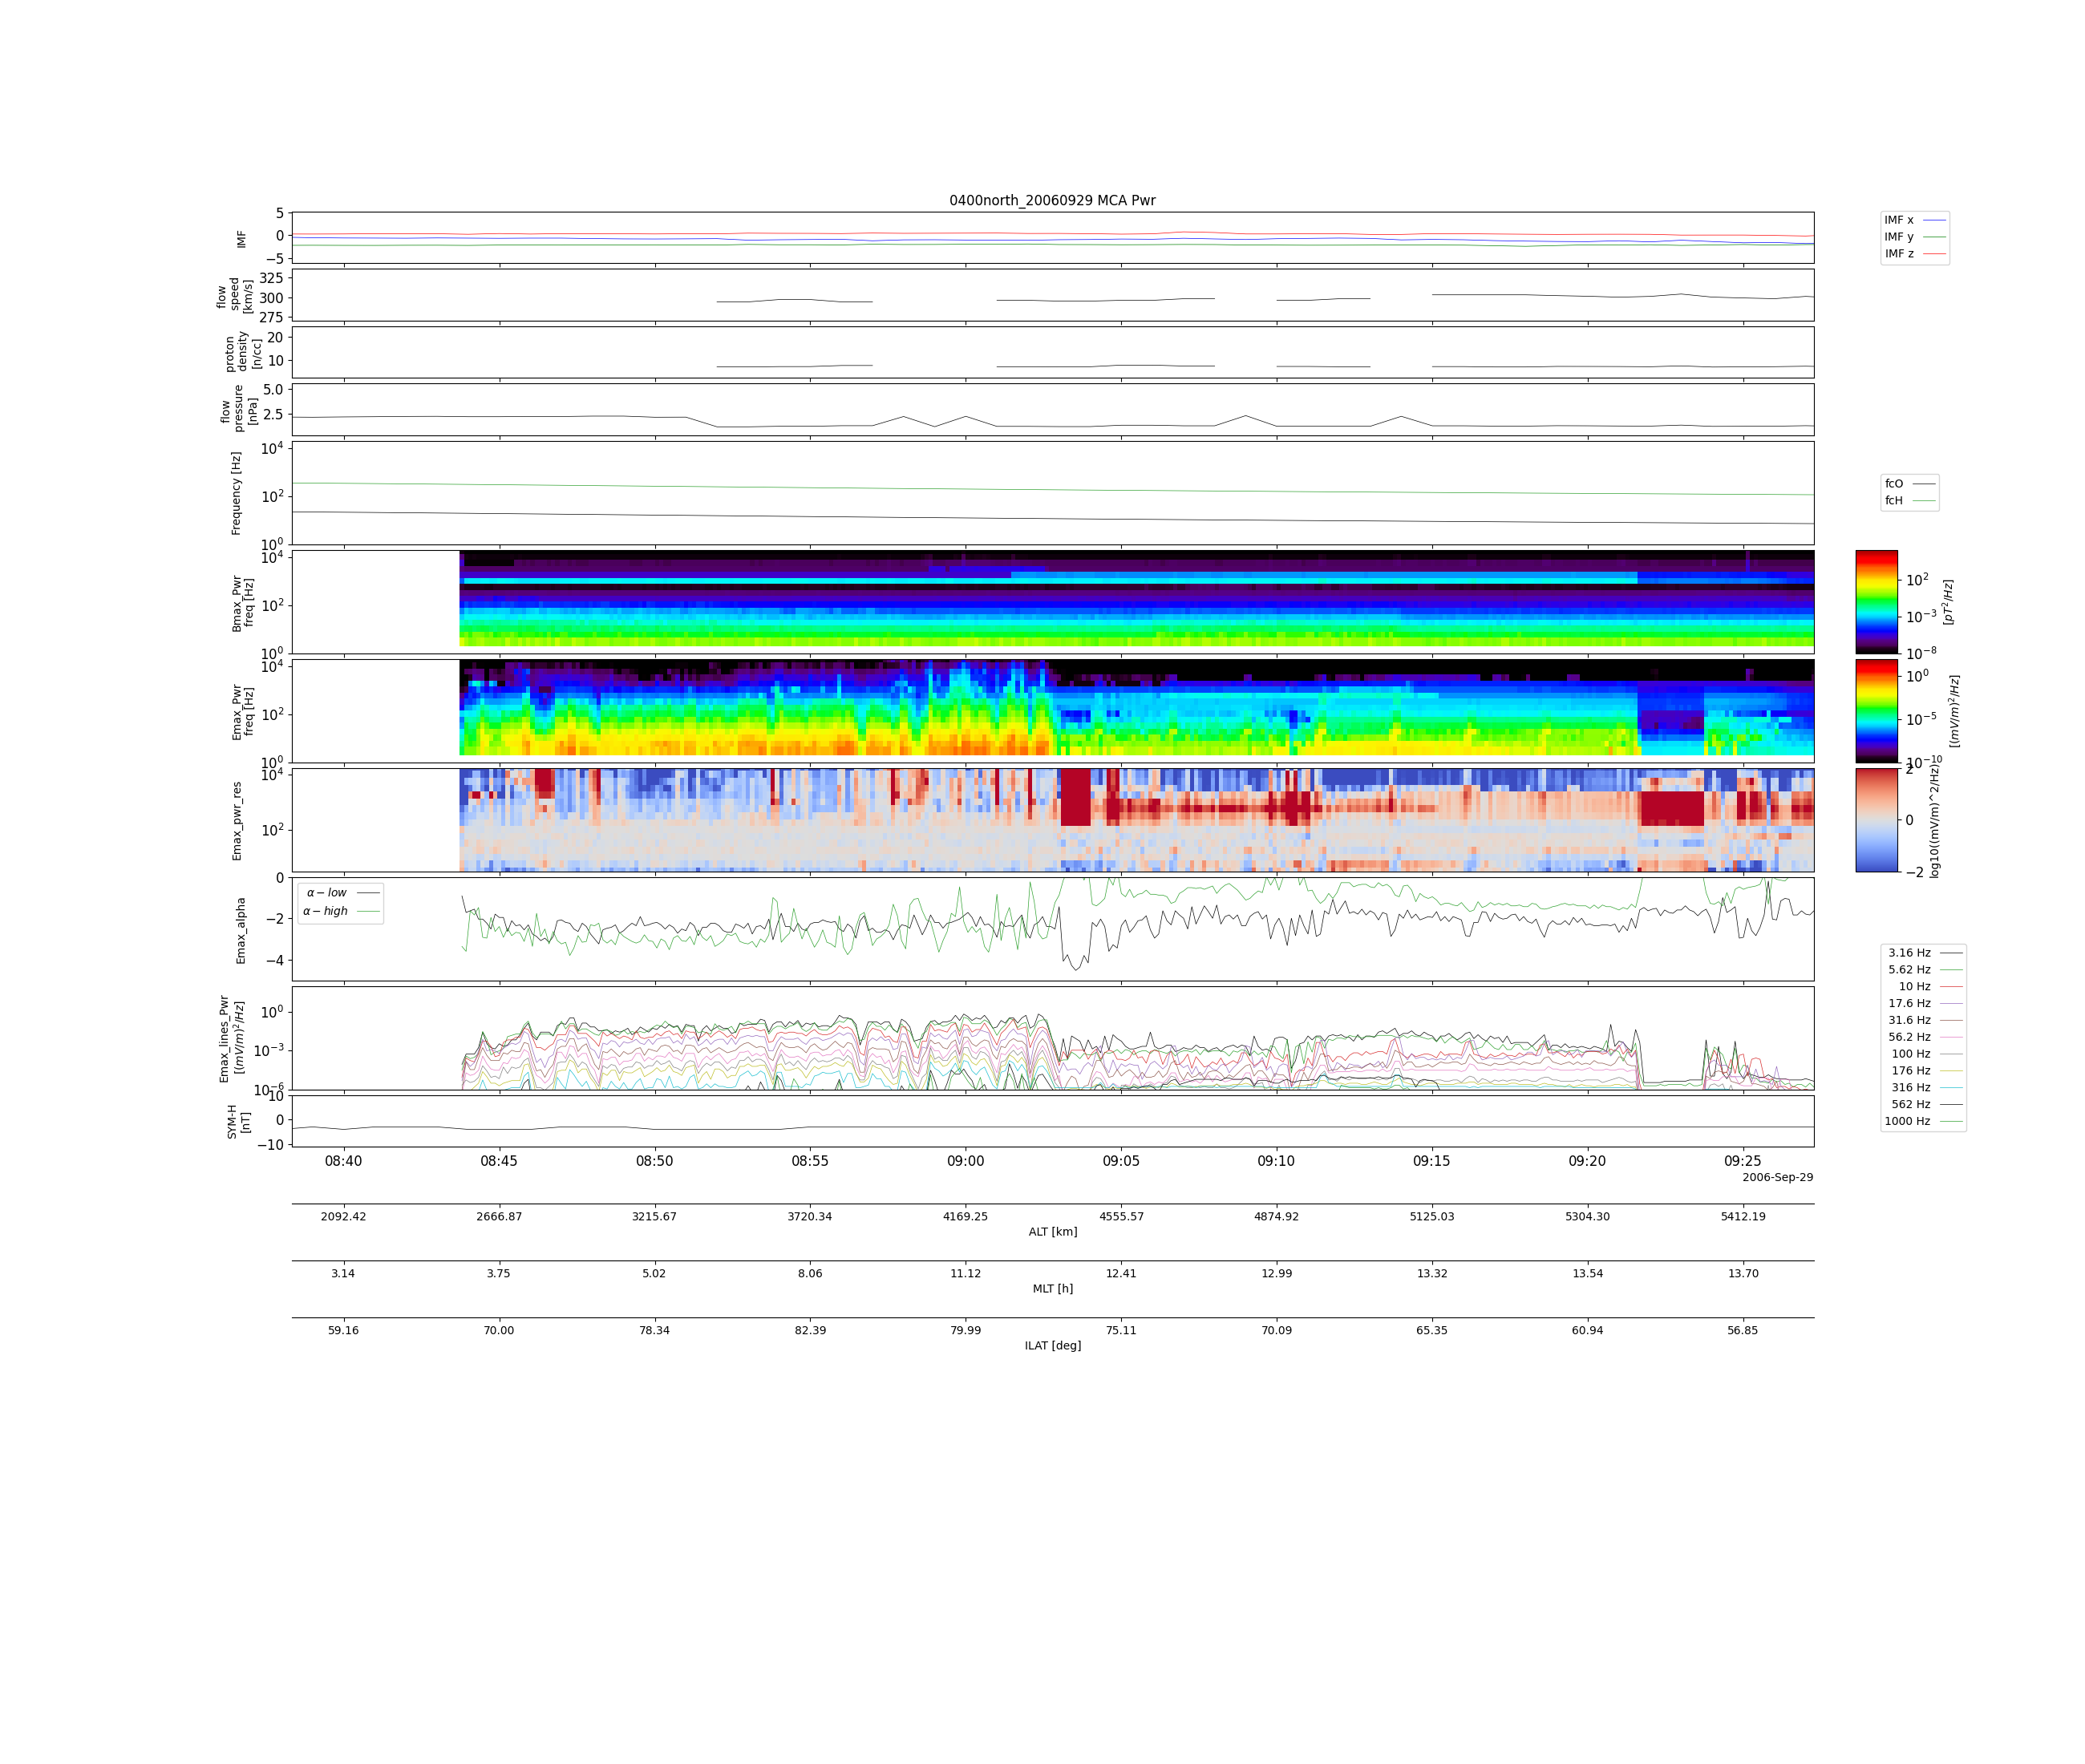 0400north_20060929 MCA Pwr
5
0
−5
IMF
IMF x
IMF y
IMF z
325
300
275
flow
speed
[km/s]
20
10
proton
density
[n/cc]
5.0
2.5
flow
pressure
[nPa]
10^4
10^2
10^0
Frequency [Hz]
fcO
fcH
10^4
10^2
10^0
Bmax_Pwr
freq [Hz]
10^2
10^−3
10^−8
[pT^2/Hz]
10^4
10^2
10^0
Emax_Pwr
freq [Hz]
10^0
10^−5
10^−10
[(mV/m)^2/Hz]
10^4
10^2
Emax_pwr_res
2
0
−2
log10((mV/m)^2/Hz)
0
−2
−4
Emax_alpha
α − low
α − high
10^0
10^−3
10^−6
Emax_lines_Pwr
[(mV/m)^2/Hz]
3.16 Hz
5.62 Hz
10 Hz
17.6 Hz
31.6 Hz
56.2 Hz
100 Hz
176 Hz
316 Hz
562 Hz
1000 Hz
10
0
−10
SYM-H
[nT]
08:40 08:45 08:50 08:55 09:00 09:05 09:10 09:15 09:20 09:25
2006-Sep-29
2092.42 2666.87 3215.67 3720.34 4169.25 4555.57 4874.92 5125.03 5304.30 5412.19
ALT [km]
3.14 3.75 5.02 8.06 11.12 12.41 12.99 13.32 13.54 13.70
MLT [h]
59.16 70.00 78.34 82.39 79.99 75.11 70.09 65.35 60.94 56.85
ILAT [deg]